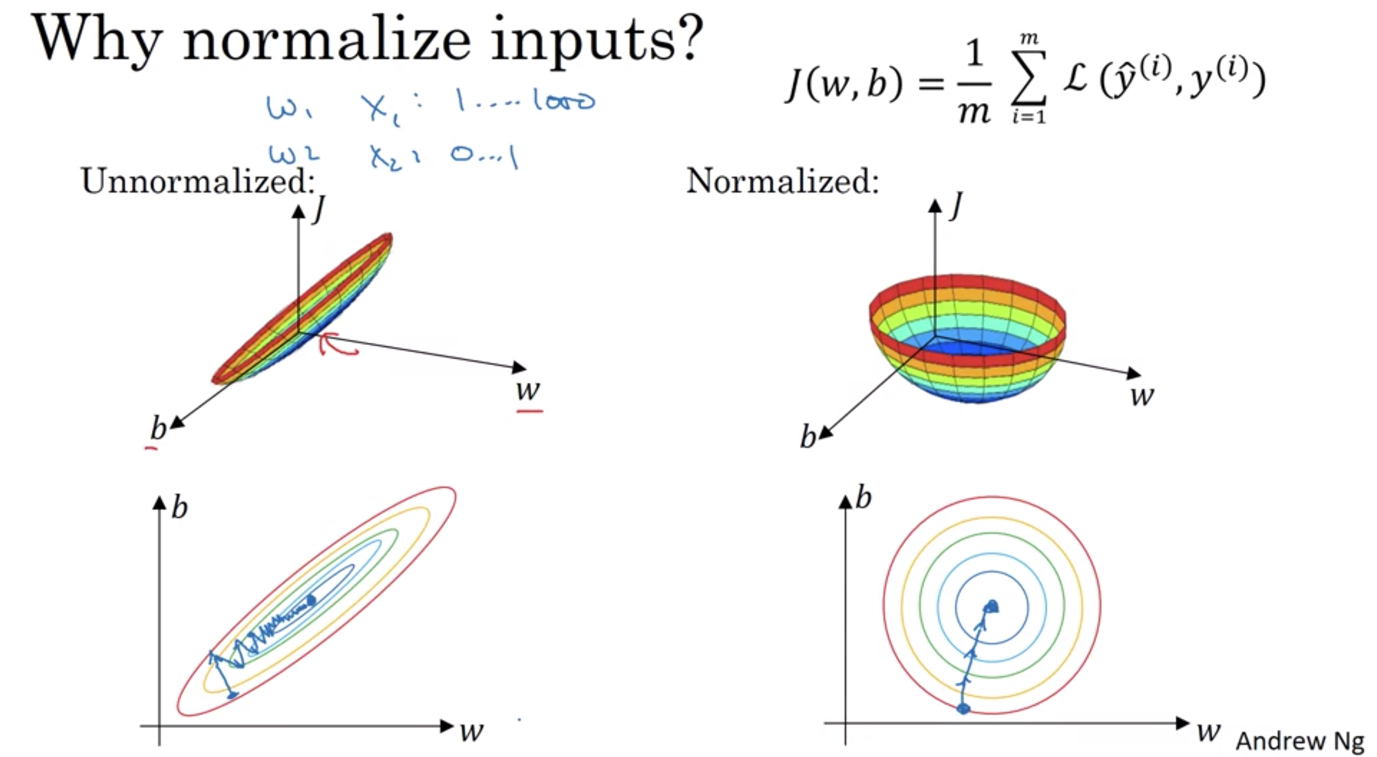 Why normalize inputs?
J(w, b) = 1/m ∑_{i=1}^{m} ℒ(ŷ^(i), y^(i))
w₁ x₁ : 1....1000
w2 x₂ : 0...1
Unnormalized:
Normalized:
J
w
b
J
w
b
b
w
b
w
Andrew Ng